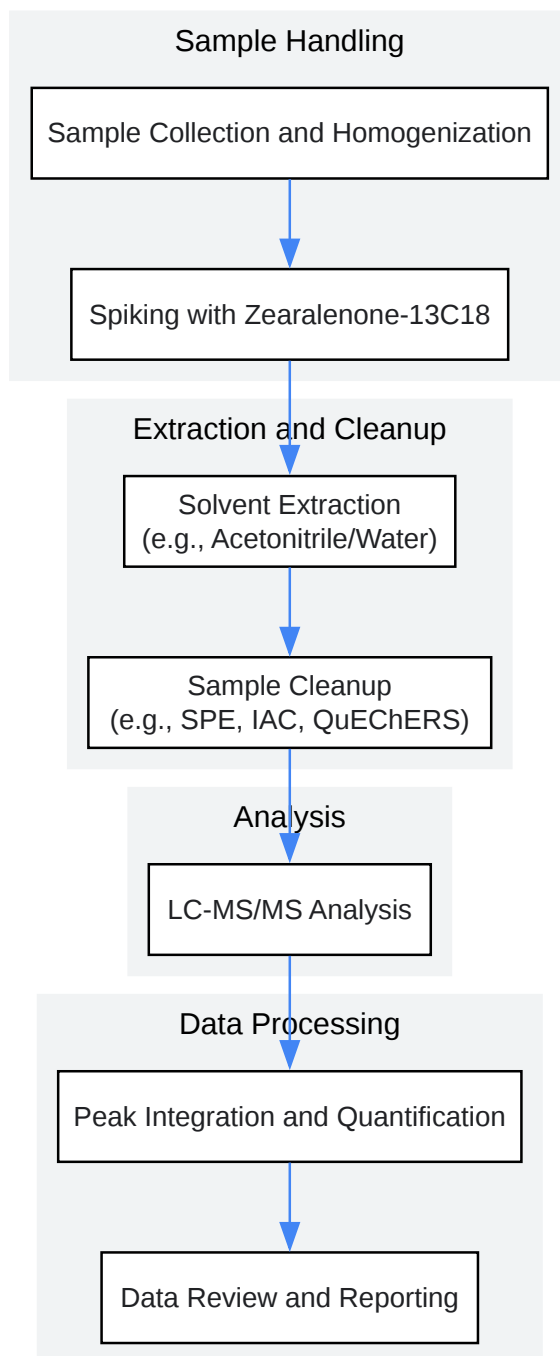 Sample Handling
Sample Collection and Homogenization
Spiking with Zearalenone-13C18
Extraction and Cleanup
Solvent Extraction
(e.g., Acetonitrile/Water)
Sample Cleanup
(e.g., SPE, IAC, QuEChERS)
Analysis
LC-MS/MS Analysis
Data Processing
Peak Integration and Quantification
Data Review and Reporting